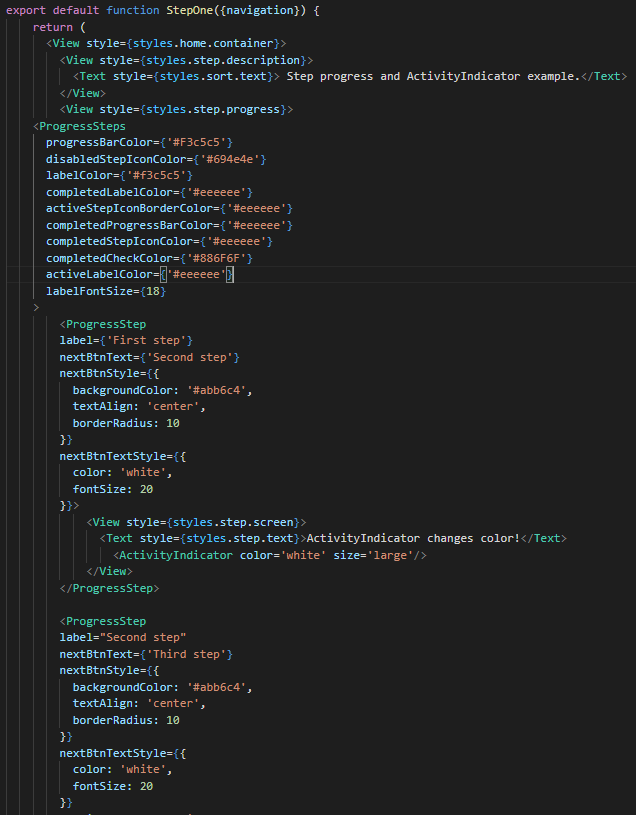 export default function StepOne({navigation}) {
return (
<View style={styles.home.container}>
<View style={styles.step.description}>
<Text style={styles.sort.text}> Step progress and ActivityIndicator example.</Text>
</View>
<View style={styles.step.progress}>
<ProgressSteps
progressBarColor={'#F3c5c5'}
disabledStepIconColor={'#694e4e'}
labelColor={'#f3c5c5'}
completedLabelColor={'#eeeeee'}
activeStepIconBorderColor={'#eeeeee'}
completedProgressBarColor={'#eeeeee'}
completedStepIconColor={'#eeeeee'}
completedCheckColor={'#886F6F'}
activeLabelColor={'#eeeeee'}
labelFontSize={18}
>
<ProgressStep
label={'First step'}
nextBtnText={'Second step'}
nextBtnStyle={{
backgroundColor: '#abb6c4',
textAlign: 'center',
borderRadius: 10
}}
nextBtnTextStyle={{
color: 'white',
fontSize: 20
}}>
<View style={styles.step.screen}>
<Text style={styles.step.text}>ActivityIndicator changes color!</Text>
<ActivityIndicator color='white' size='large'/>
</View>
</ProgressStep>
<ProgressStep
label="Second step"
nextBtnText={'Third step'}
nextBtnStyle={{
backgroundColor: '#abb6c4',
textAlign: 'center',
borderRadius: 10
}}
nextBtnTextStyle={{
color: 'white',
fontSize: 20
}}